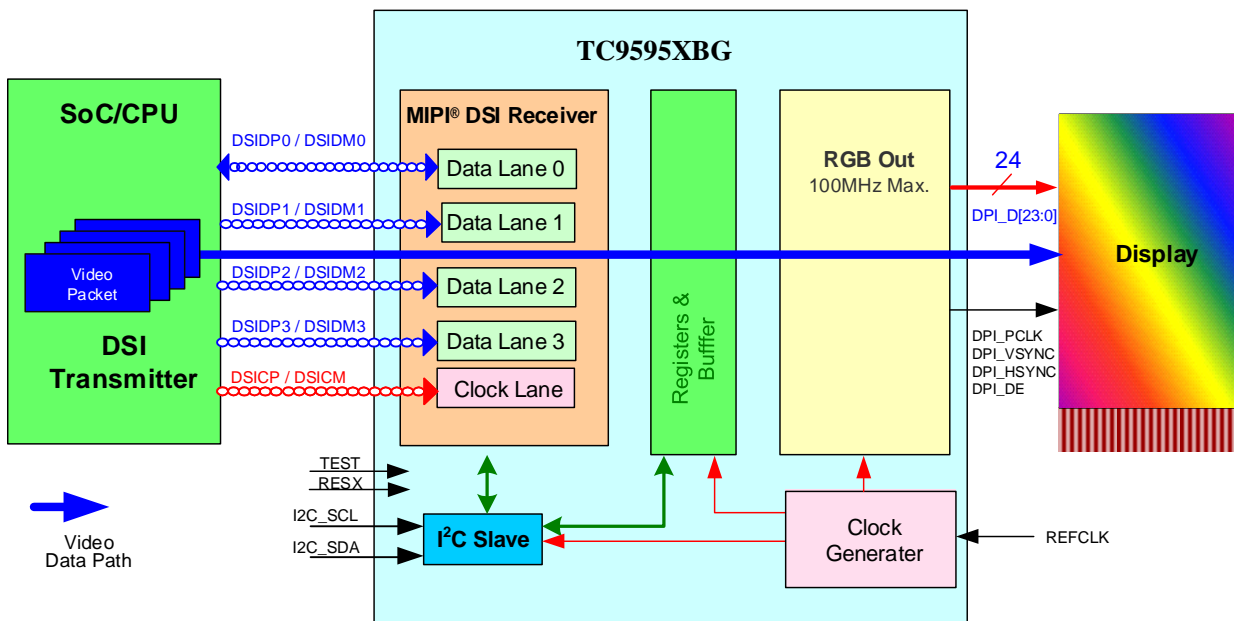 TC9595XBG
SoC/CPU
DSIDP0 / DSIDM0
DSIDP1 / DSIDM1
DSIDP2 / DSIDM2
DSIDP3 / DSIDM3
DSICP / DSICM
Video
Packet
DSI
Transmitter
MIPI® DSI Receiver
Data Lane 0
Data Lane 1
Data Lane 2
Data Lane 3
Clock Lane
Registers &
Bufffer
RGB Out
100MHz Max.
24
DPI_D[23:0]
Display
DPI_PCLK
DPI_VSYNC
DPI_HSYNC
DPI_DE
TEST
RESX
I2C_SCL
I2C_SDA
I²C Slave
Clock
Generater
REFCLK
Video
Data Path